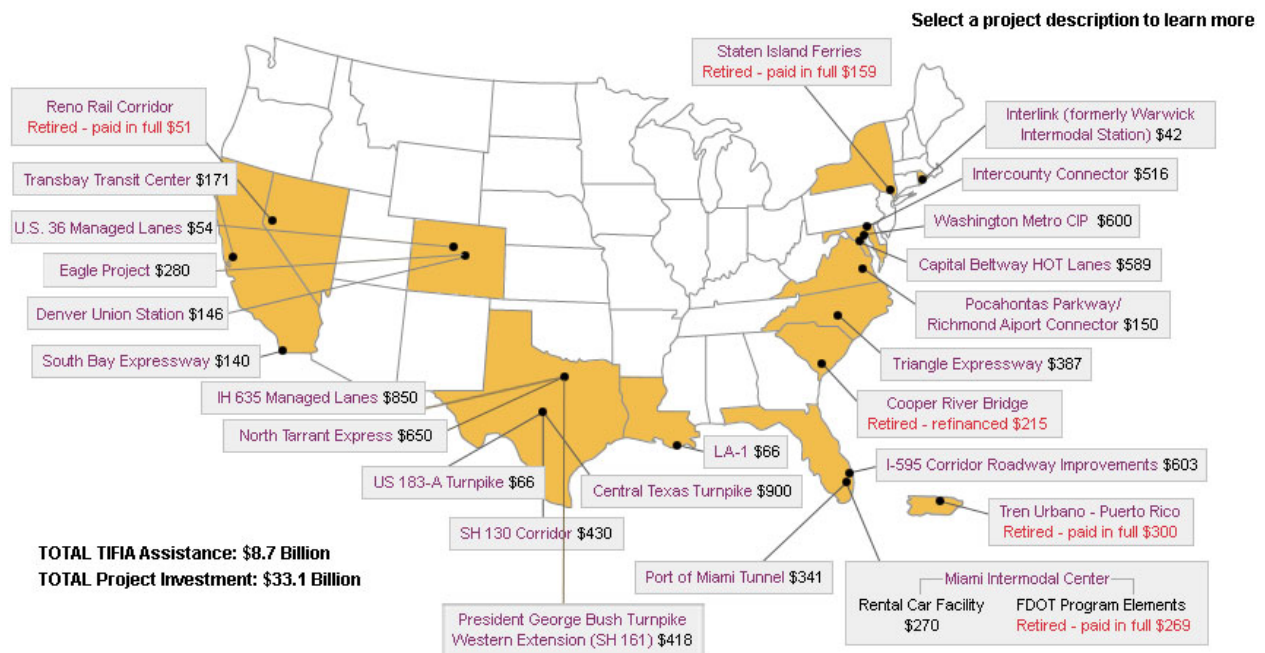 Select a project description to learn more
Staten Island Ferries
Retired - paid in full $159
Reno Rail Corridor
Retired - paid in full $51
Interlink (formerly Warwick
Intermodal Station) $42
Transbay Transit Center $171
Intercounty Connector $516
U.S. 36 Managed Lanes $54
Washington Metro CIP $600
Eagle Project $280
Capital Beltway HOT Lanes $589
Denver Union Station $146
Pocahontas Parkway/
Richmond Aiport Connector $150
South Bay Expressway $140
Triangle Expressway $387
IH 635 Managed Lanes $850
Cooper River Bridge
Retired - refinanced $215
North Tarrant Express $650
LA-1 $66
I-595 Corridor Roadway Improvements $603
US 183-A Turnpike $66
Central Texas Turnpike $900
Tren Urbano - Puerto Rico
Retired - paid in full $300
SH 130 Corridor $430
TOTAL TIFIA Assistance: $8.7 Billion
TOTAL Project Investment: $33.1 Billion
Port of Miami Tunnel $341
Miami Intermodal Center
Rental Car Facility
$270
FDOT Program Elements
Retired - paid in full $269
President George Bush Turnpike
Western Extension (SH 161) $418